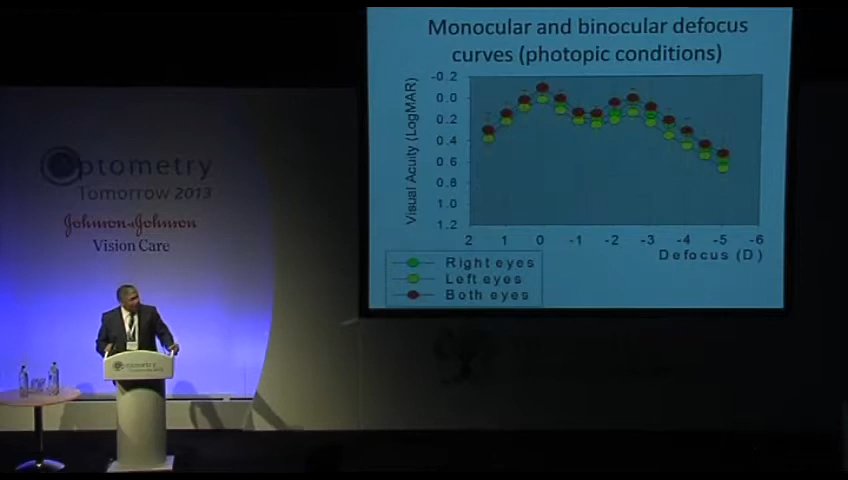 Monocular and binocular defocus
curves (photopic conditions)
Visual Acuity (LogMAR)
-0.2
0.0
0.2
0.4
0.6
0.8
1.0
1.2
2 1 0 -1 -2 -3 -4 -5 -6
Defocus (D)
Right eyes
Left eyes
Both eyes
Optometry
Tomorrow 2013
Johnson & Johnson
Vision Care
optometry